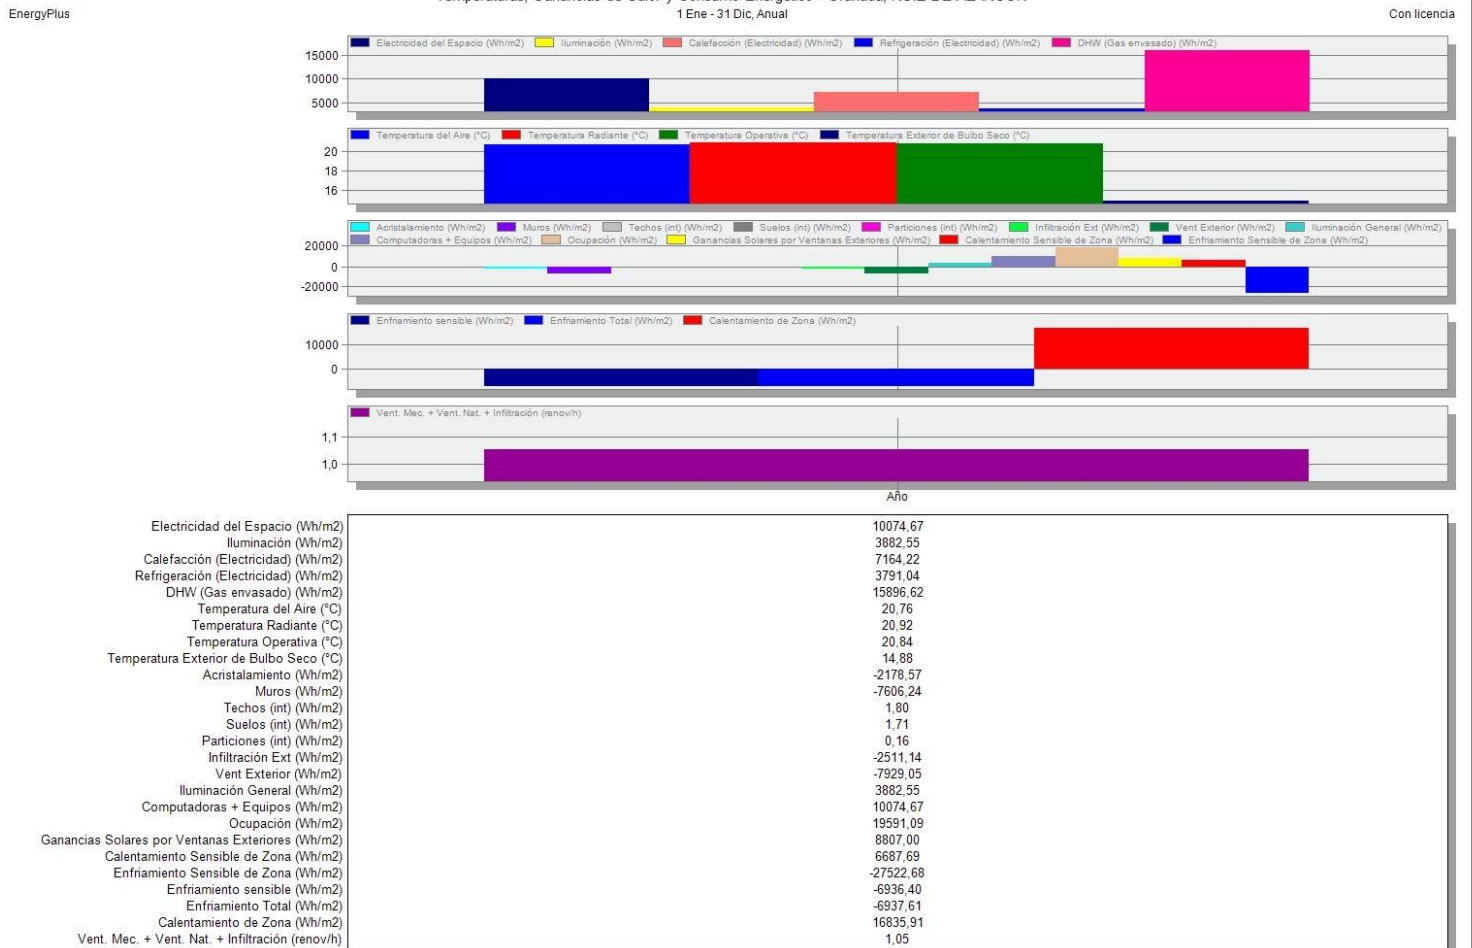 EnergyPlus
1 Ene - 31 Dic, Anual
Con licencia
Electricidad del Espacio (Wh/m2) Iluminación (Wh/m2) Calefacción (Electricidad) (Wh/m2) Refrigeración (Electricidad) (Wh/m2) DHW (Gas envasado) (Wh/m2)
15000
10000
5000
Temperatura del Aire (°C) Temperatura Radiante (°C) Temperatura Operativa (°C) Temperatura Exterior de Bulbo Seco (°C)
20
18
16
Acristalamiento (Wh/m2) Muros (Wh/m2) Techos (int) (Wh/m2) Suelos (int) (Wh/m2) Particiones (int) (Wh/m2) Infiltración Ext (Wh/m2) Vent Exterior (Wh/m2) Iluminación General (Wh/m2)
Computadoras + Equipos (Wh/m2) Ocupación (Wh/m2) Ganancias Solares por Ventanas Exteriores (Wh/m2) Calentamiento Sensible de Zona (Wh/m2) Enfriamiento Sensible de Zona (Wh/m2)
20000
0
-20000
Enfriamiento sensible (Wh/m2) Enfriamiento Total (Wh/m2) Calentamiento de Zona (Wh/m2)
10000
0
Vent. Mec. + Vent. Nat. + Infiltración (renov/h)
1,1
1,0
Año
Electricidad del Espacio (Wh/m2) 10074,67
Iluminación (Wh/m2) 3882,55
Calefacción (Electricidad) (Wh/m2) 7164,22
Refrigeración (Electricidad) (Wh/m2) 3791,04
DHW (Gas envasado) (Wh/m2) 15896,62
Temperatura del Aire (°C) 20,76
Temperatura Radiante (°C) 20,92
Temperatura Operativa (°C) 20,84
Temperatura Exterior de Bulbo Seco (°C) 14,88
Acristalamiento (Wh/m2) -2178,57
Muros (Wh/m2) -7606,24
Techos (int) (Wh/m2) 1,80
Suelos (int) (Wh/m2) 1,71
Particiones (int) (Wh/m2) 0,16
Infiltración Ext (Wh/m2) -2511,14
Vent Exterior (Wh/m2) -7929,05
Iluminación General (Wh/m2) 3882,55
Computadoras + Equipos (Wh/m2) 10074,67
Ocupación (Wh/m2) 19591,09
Ganancias Solares por Ventanas Exteriores (Wh/m2) 8807,00
Calentamiento Sensible de Zona (Wh/m2) 6687,69
Enfriamiento Sensible de Zona (Wh/m2) -27522,68
Enfriamiento sensible (Wh/m2) -6936,40
Enfriamiento Total (Wh/m2) -6937,61
Calentamiento de Zona (Wh/m2) 16835,91
Vent. Mec. + Vent. Nat. + Infiltración (renov/h) 1,05